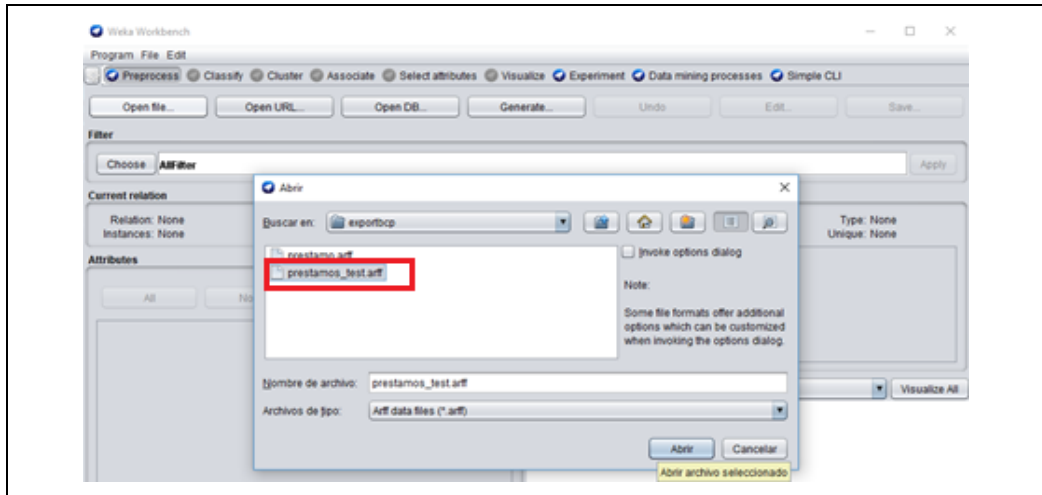 Weka Workbench
Program File Edit
Preprocess Classify Cluster Associate Select attributes Visualize Experiment Data mining processes Simple CLI
Open file... Open URL... Open DB... Generate... Undo Edit... Save...
Filter
Choose AllFilter Apply
Current relation
Relation: None
Instances: None
Type: None
Unique: None
Attributes
All No
Abrir
Buscar en: exportbcp
prestamo.arff
prestamos_test.arff
Invoke options dialog
Note:
Some file formats offer additional
options which can be customized
when invoking the options dialog.
Nombre de archivo: prestamos_test.arff
Archivos de tipo: Arff data files (*.arff)
Visualize All
Abrir Cancelar
Abrir archivo seleccionado